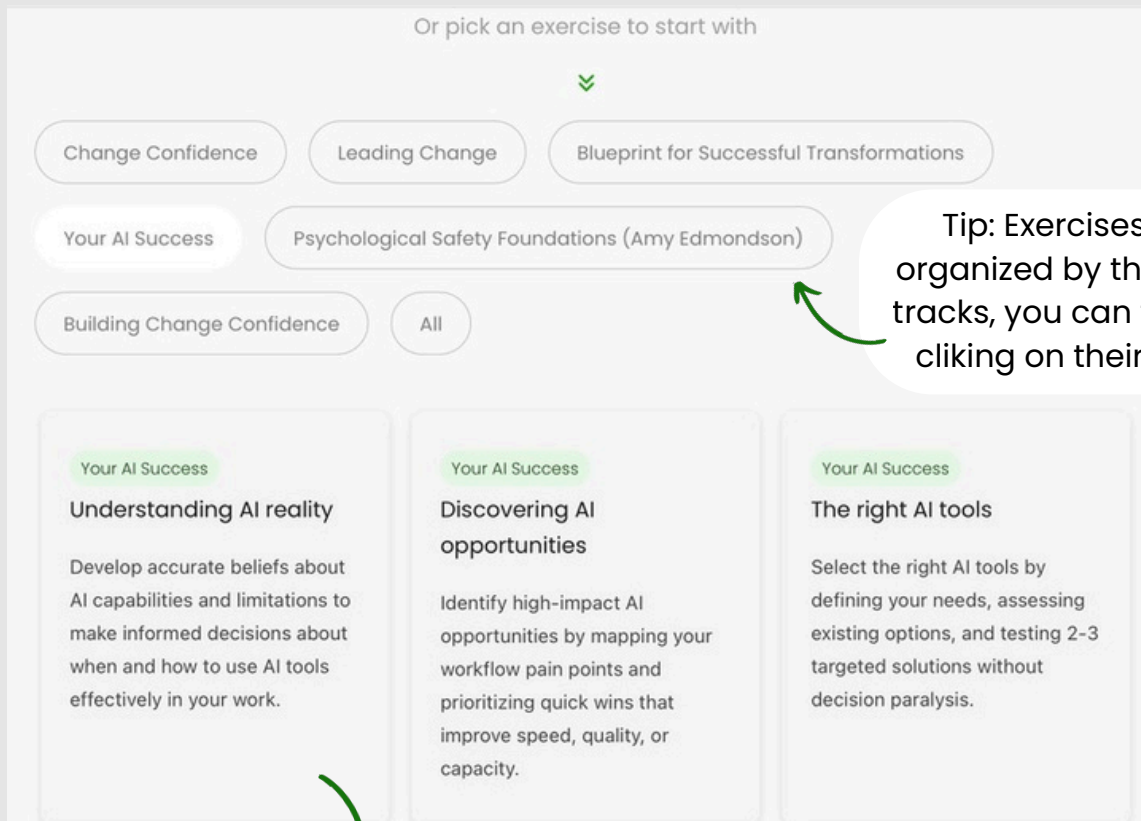 Or pick an exercise to start with
Change Confidence
Leading Change
Blueprint for Successful Transformations
Your AI Success
Psychological Safety Foundations (Amy Edmondson)
Tip: Exercises
organized by th
tracks, you can
cliking on their
Building Change Confidence
All
Your AI Success
Understanding AI reality
Develop accurate beliefs about
AI capabilities and limitations to
make informed decisions about
when and how to use AI tools
effectively in your work.
Your AI Success
Discovering AI
opportunities
Identify high-impact AI
opportunities by mapping your
workflow pain points and
prioritizing quick wins that
improve speed, quality, or
capacity.
Your AI Success
The right AI tools
Select the right AI tools by
defining your needs, assessing
existing options, and testing 2-3
targeted solutions without
decision paralysis.